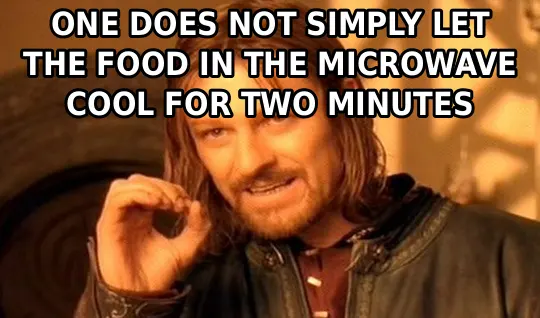 ONE DOES NOT SIMPLY LET
THE FOOD IN THE MICROWAVE
COOL FOR TWO MINUTES